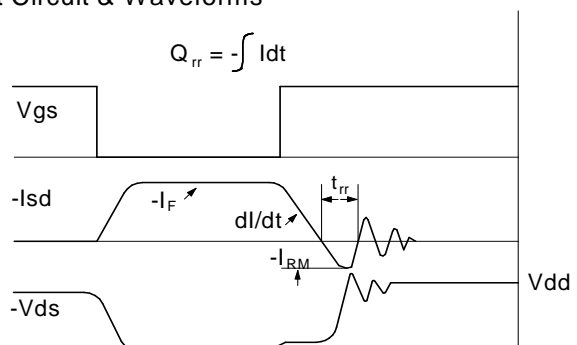 t Circuit & Waveforms
Qrr = -∫ Idt
Vgs
trr
-Isd
-IF
dI/dt
-IRM
Vdd
-Vds